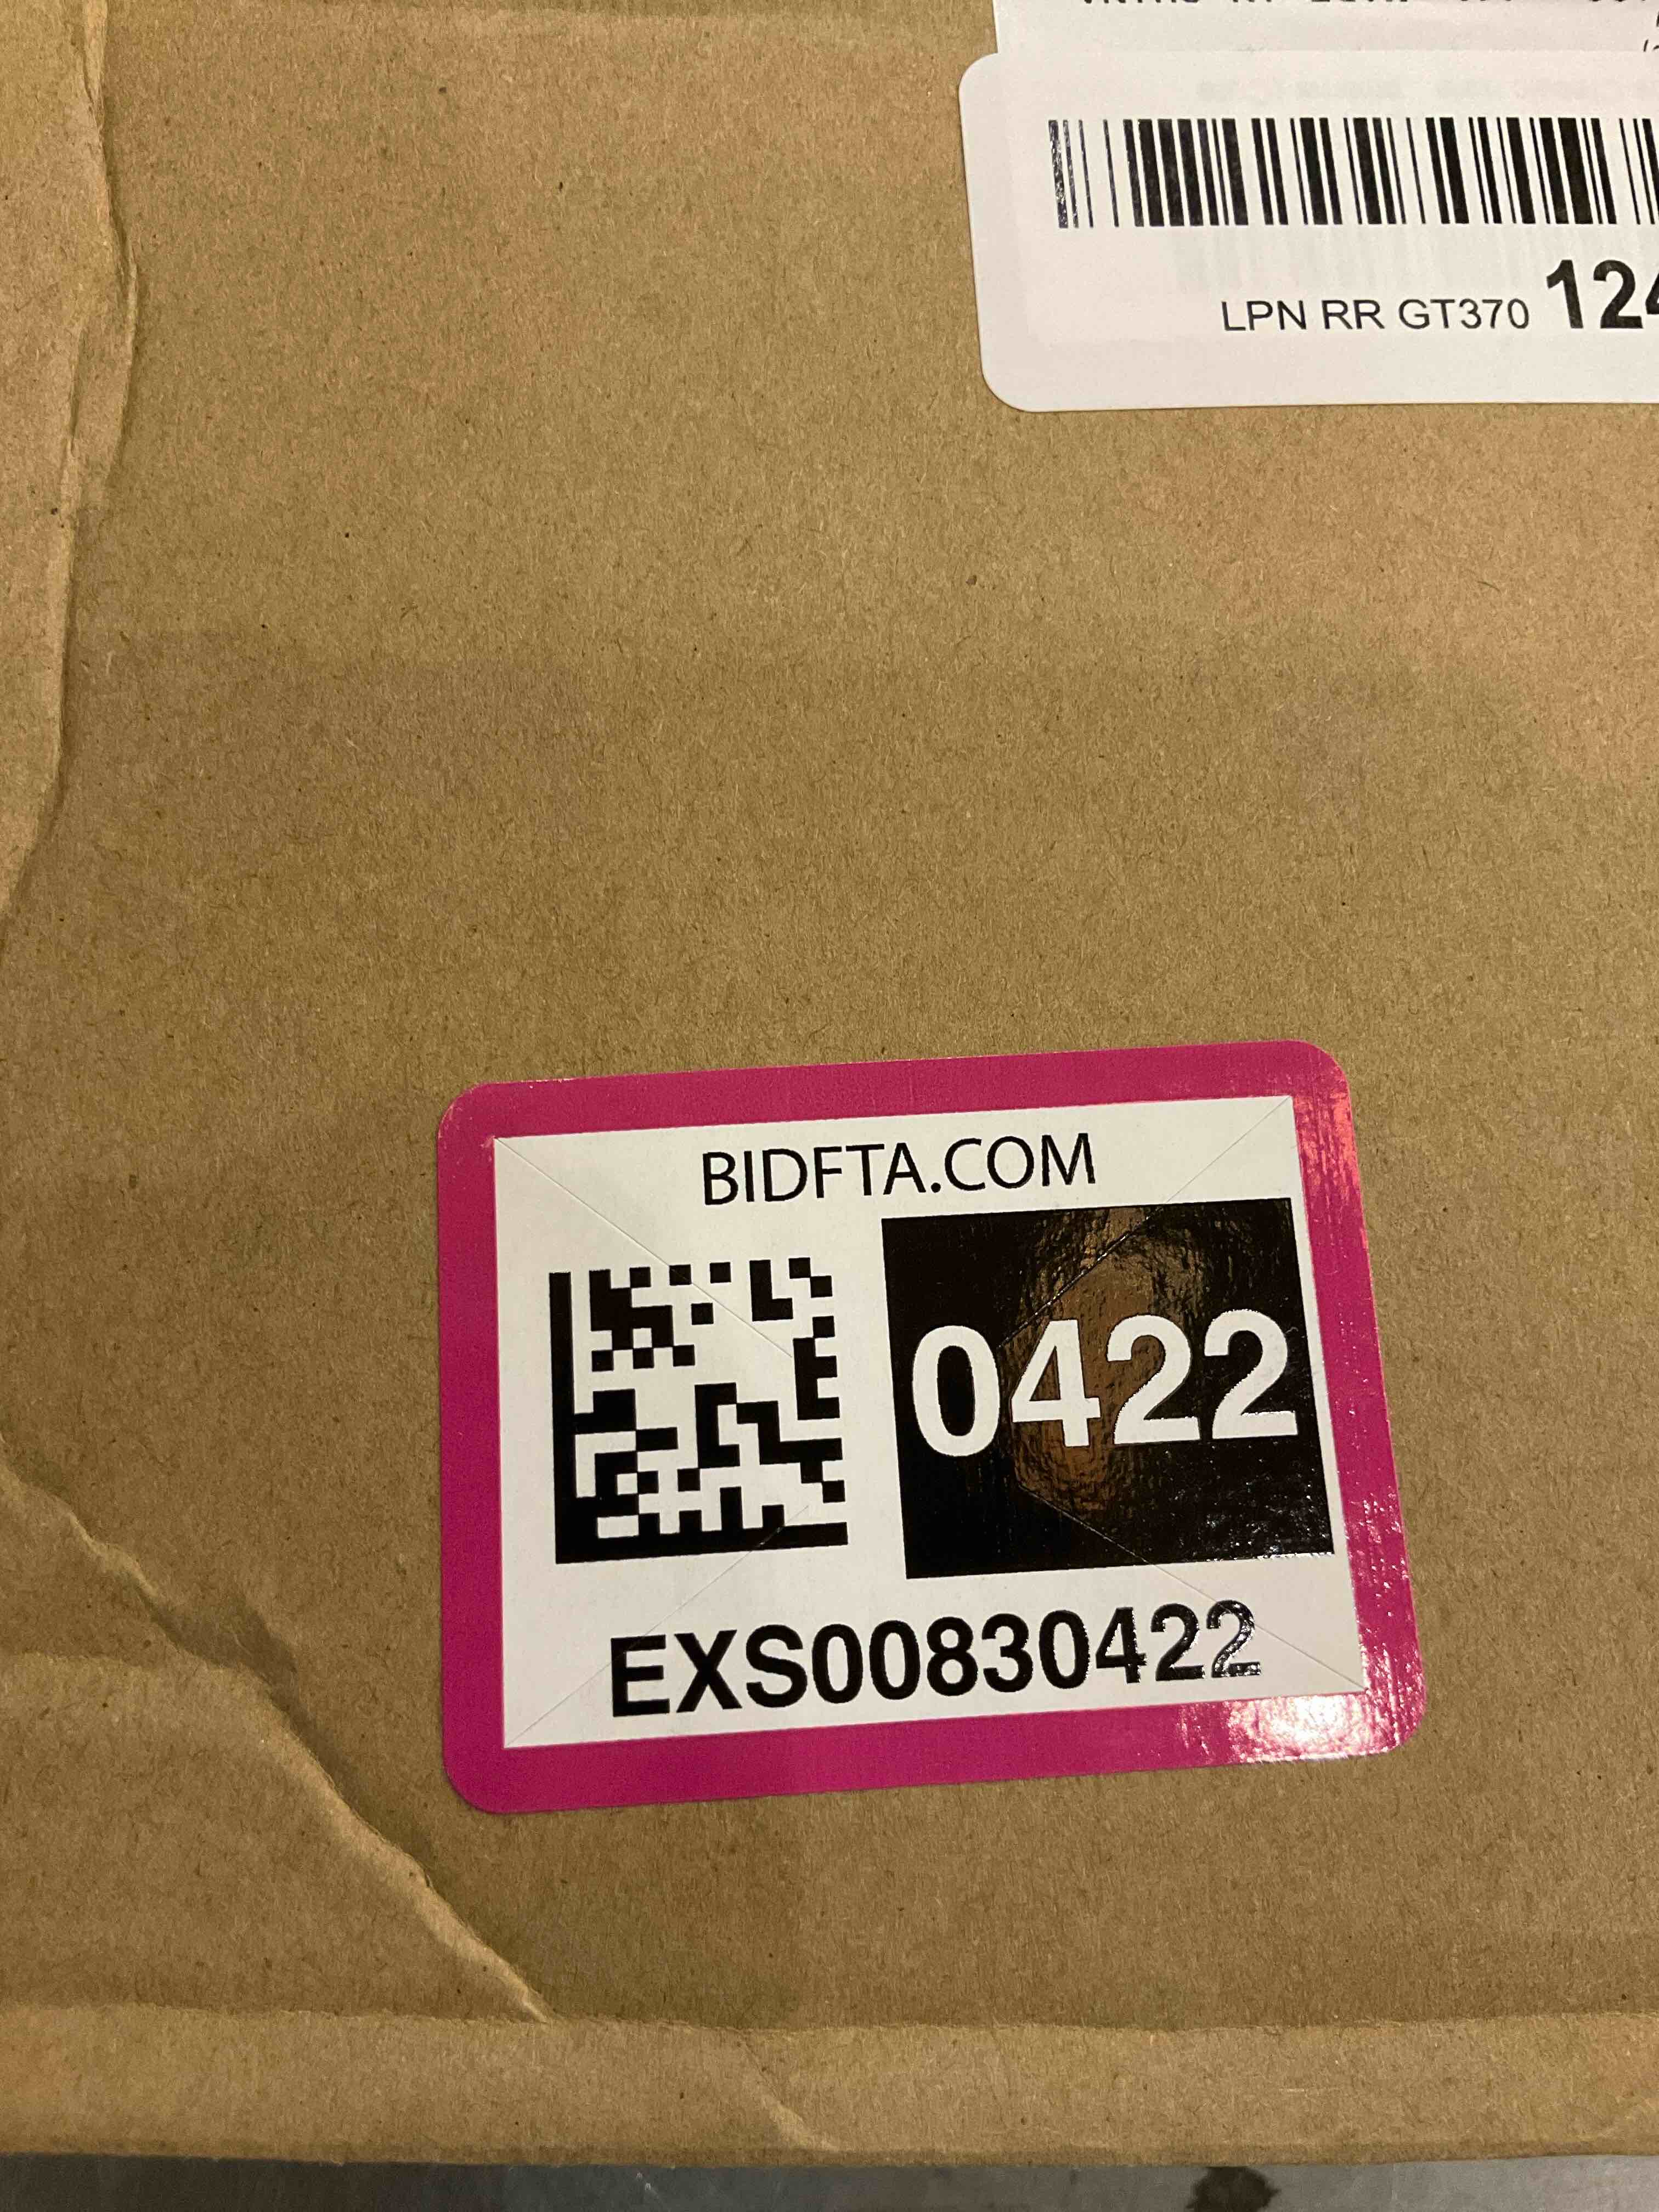 LPN RR GT370
BIDFTA.COM
0422
EXS00830422